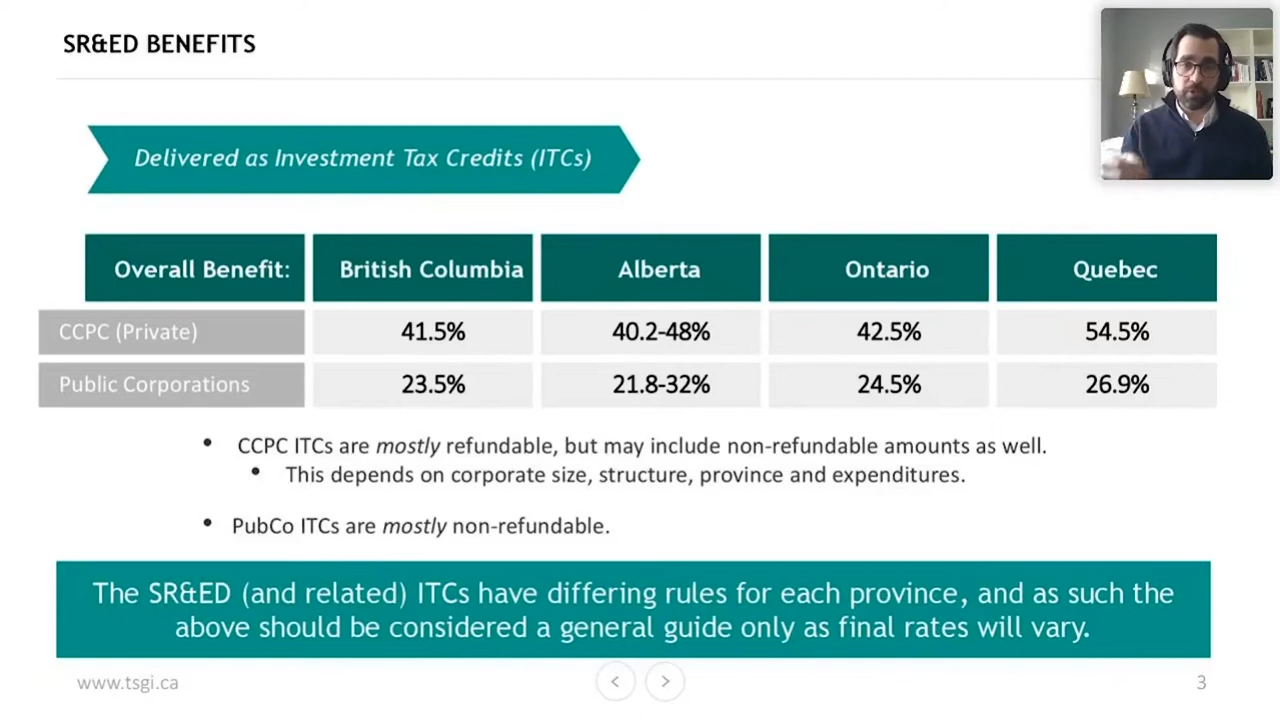 SR&ED BENEFITS
Delivered as Investment Tax Credits (ITCs)
Overall Benefit: British Columbia Alberta Ontario Quebec
CCPC (Private) 41.5% 40.2-48% 42.5% 54.5%
Public Corporations 23.5% 21.8-32% 24.5% 26.9%
• CCPC ITCs are mostly refundable, but may include non-refundable amounts as well.
• This depends on corporate size, structure, province and expenditures.
• PubCo ITCs are mostly non-refundable.
The SR&ED (and related) ITCs have differing rules for each province, and as such the
above should be considered a general guide only as final rates will vary.
www.tsgi.ca < > 3